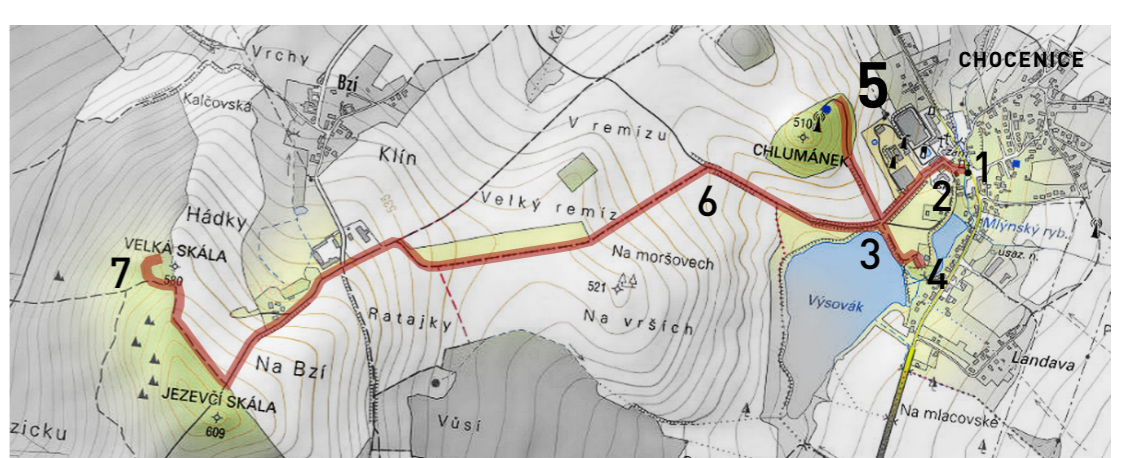 CHOCENICE
Vrchy
Bzí
5
Kalčovská
510
V remízu
Klín
CHLUMÁNEK
1
538
2
Velký remíz
6
Hádky
Mlýnský ryb.
VELKÁ SKÁLA
3
Na moršovech
usaz. n.
7
4
521
Výsovák
Ratajky
Na vrších
Na Bzí
Landava
JEZEVČÍ SKÁLA
Na mlacovské
zicku
609
Vůsí